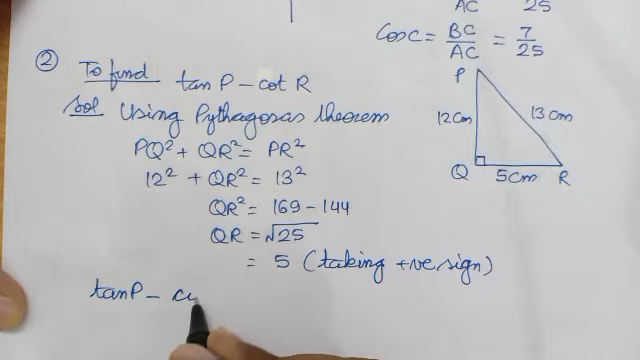 AC 25
Cos C = BC/AC = 7/25
② To find tan P - cot R
Sol Using Pythagoras theorem
PQ² + QR² = PR²
12² + QR² = 13²
QR² = 169 - 144
QR = √25
= 5 (taking +ve sign)
tan P -
P
12cm
13cm
Q
5cm
R